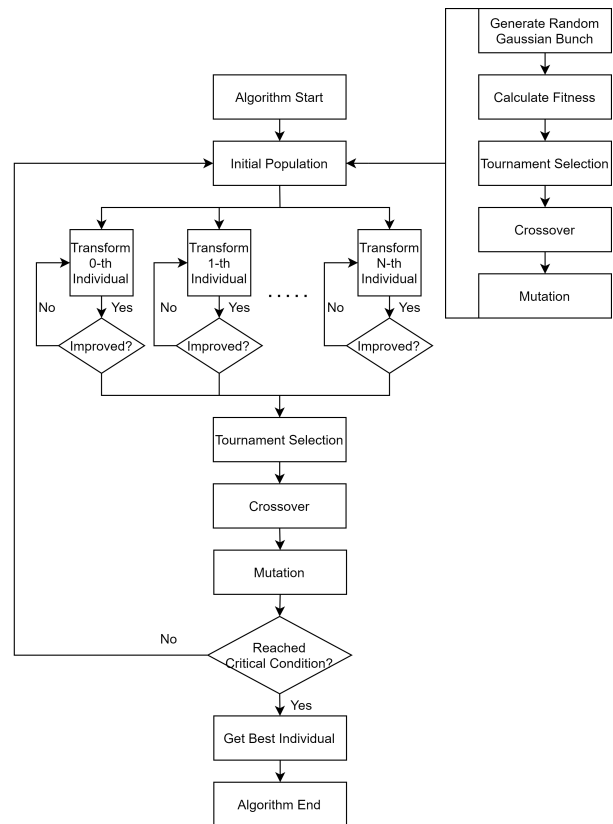 Generate Random
Gaussian Bunch
Calculate Fitness
Tournament Selection
Crossover
Mutation
Algorithm Start
Initial Population
Transform
0-th
Individual
Transform
1-th
Individual
.....
Transform
N-th
Individual
No
Yes
No
Yes
No
Yes
Improved?
Improved?
Improved?
Tournament Selection
Crossover
Mutation
No
Reached
Critical Condition?
Yes
Get Best Individual
Algorithm End